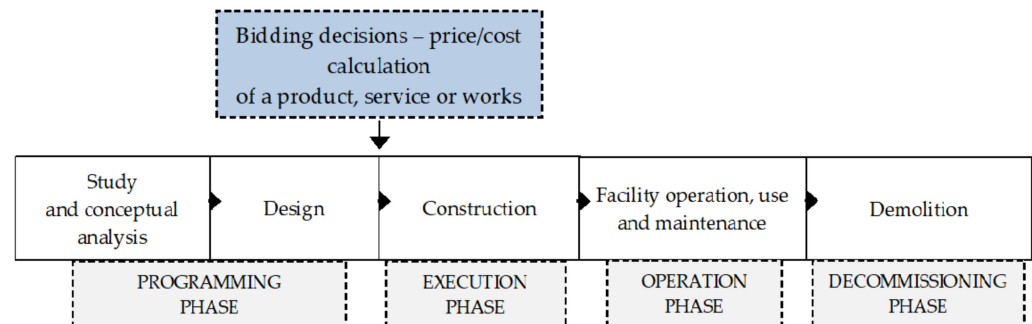 Bidding decisions – price/cost
calculation
of a product, service or works
Study
and conceptual
analysis
Design
Construction
Facility operation, use
and maintenance
Demolition
PROGRAMMING
PHASE
EXECUTION
PHASE
OPERATION
PHASE
DECOMMISSIONING
PHASE